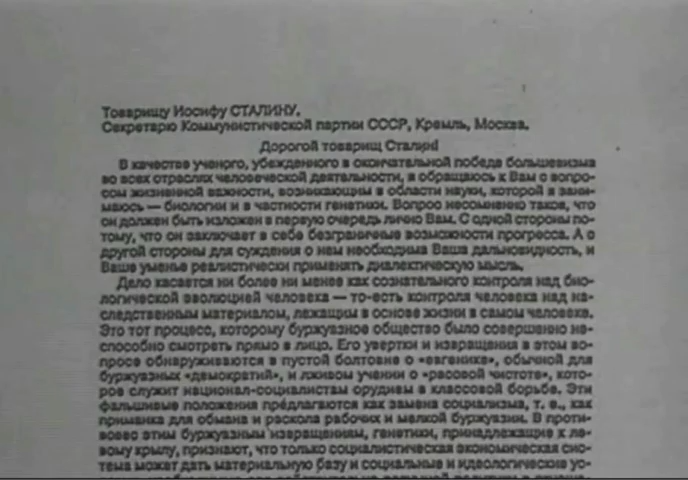 Товарищу Иосифу СТАЛИНУ.
Секретарю Коммунистической партии СССР, Кремль, Москва.
Дорогой товарищ Сталин!
В качестве ученого, убежденного в окончательной победе большевизма
во всех отраслях человеческой деятельности, я обращаюсь к Вам с вопро-
сом жизненной важности, возникающим в области науки, которой я зани-
маюсь — биологии и в частности генетики. Вопрос несомненно таков, что
он должен быть изложен в первую очередь лично Вам. С одной стороны по-
тому, что он заключает в себе безграничные возможности прогресса. А с
другой стороны для суждения о нем необходима Ваша дальновидность, и
Ваше уменье реалистически применять диалектическую мысль.
Дело касается ни более ни менее как сознательного контроля над био-
логической эволюцией человека — то-есть контроля человека над на-
следственным материалом, лежащим в основе жизни в самом человеке.
Это тот процесс, которому буржуазное общество было совершенно не-
способно смотреть прямо в лицо. Его увертки и извращения в этом во-
просе обнаруживаются в пустой болтовне о «евгенике», обычной для
буржуазных «демократий», и лживом учении о «расовой чистоте», кото-
рое служит национал-социалистам орудием в классовой борьбе. Эти
фальшивые положения предлагаются как замена социализма, т. е., как
приманка для обмана и раскола рабочих и мелкой буржуазии. В проти-
вовес этим буржуазным извращениям, генетики, принадлежащие к ле-
вому крылу, признают, что только социалистическая экономическая сис-
тема может дать материальную базу и социальные и идеологические ус-